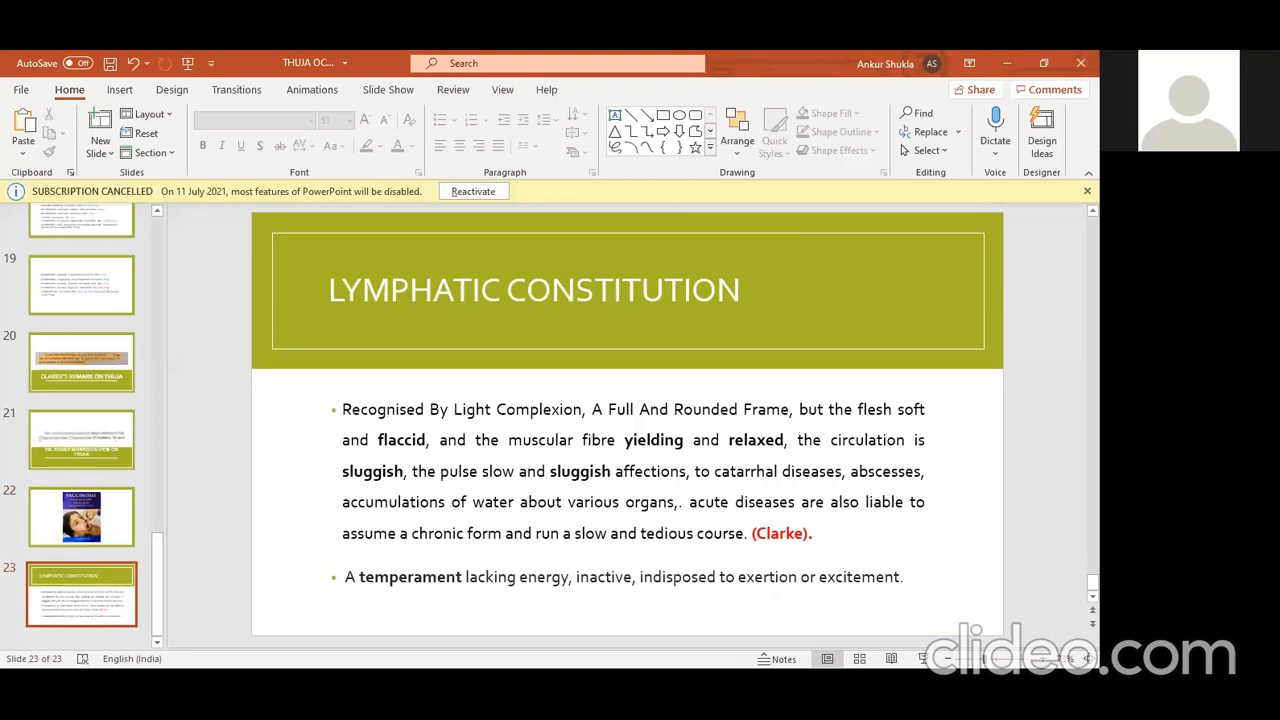 AutoSave Off THUJA OC... Search Ankur Shukla AS
File Home Insert Design Transitions Animations Slide Show Review View Help Share Comments
Paste New Slide Layout Reset Section 51 Arrange Quick Styles Shape Fill Shape Outline Shape Effects Find Replace Select Dictate Design Ideas
Clipboard Slides Font Paragraph Drawing Editing Voice Designer
SUBSCRIPTION CANCELLED On 11 July 2021, most features of PowerPoint will be disabled. Reactivate
19
20
CLARKE'S REMARK ON THUJA
21
22
23
LYMPHATIC CONSTITUTION
LYMPHATIC CONSTITUTION
• Recognised By Light Complexion, A Full And Rounded Frame, but the flesh soft
and flaccid, and the muscular fibre yielding and relaxed, the circulation is
sluggish, the pulse slow and sluggish affections, to catarrhal diseases, abscesses,
accumulations of water about various organs,. acute diseases are also liable to
assume a chronic form and run a slow and tedious course. (Clarke).
• A temperament lacking energy, inactive, indisposed to exertion or excitement.
Slide 23 of 23 English (India) Notes
clideo.com